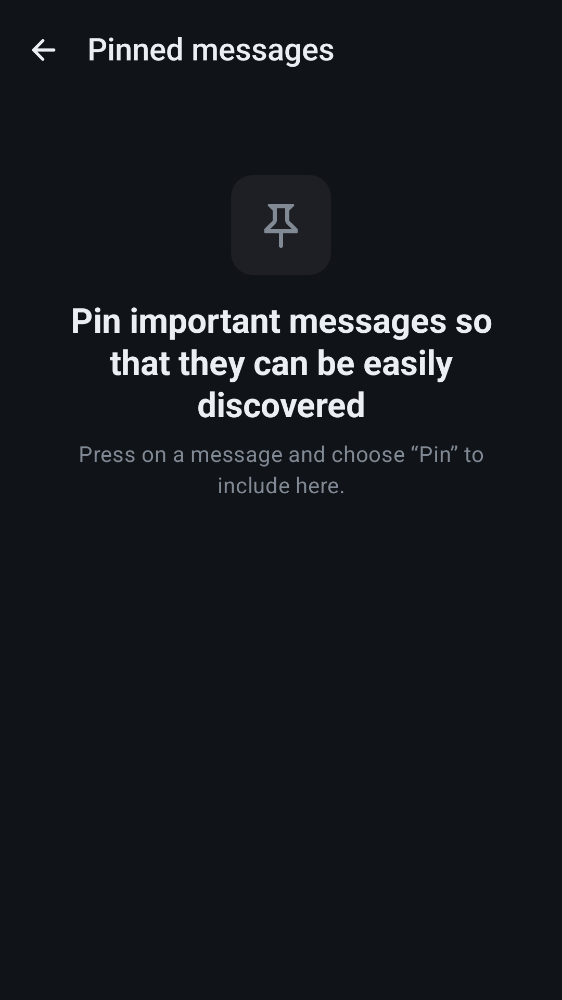 Pinned messages
Pin important messages so
that they can be easily
discovered
Press on a message and choose “Pin” to
include here.